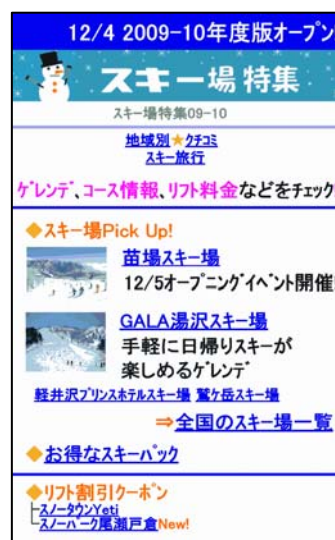 12/4 2009-10年度版オープン
スキー場特集
スキー場特集09-10
地域別★クチコミ
スキー旅行
ゲレンデ、コース情報、リフト料金などをチェック
◆スキー場Pick Up!
苗場スキー場
12/5オープニングイベント開催
GALA湯沢スキー場
手軽に日帰りスキーが
楽しめるゲレンデ
軽井沢プリンスホテルスキー場 鷲ケ岳スキー場
⇒全国のスキー場一覧
◆お得なスキーパック
◆リフト割引クーポン
├スノータウンYeti
└スノーパーク尾瀬戸倉New!